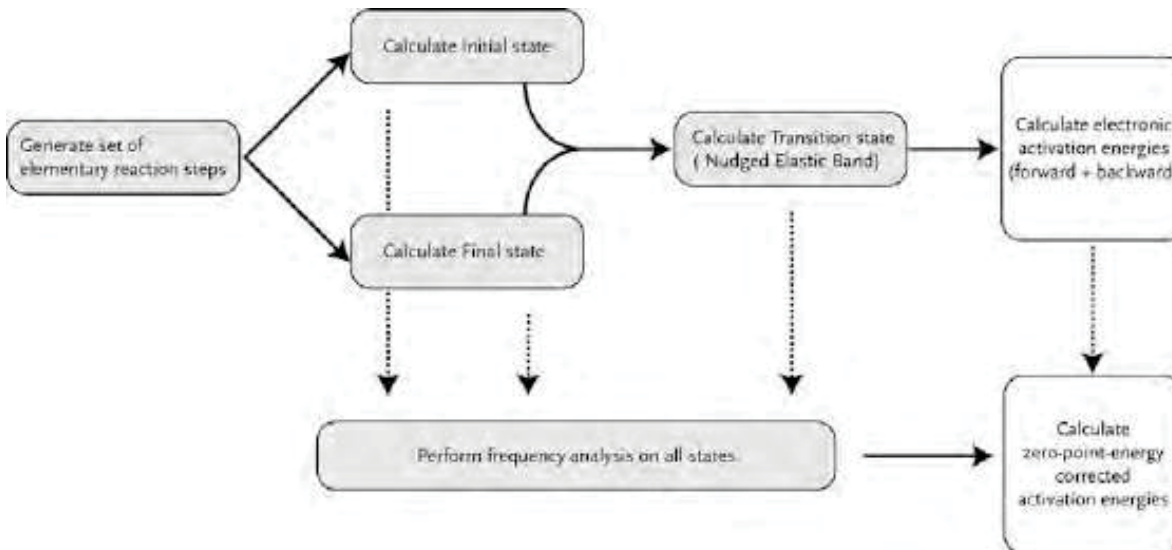 Calculate Initial state
Generate set of
elementary reaction steps
Calculate Transition state
( Nudged Elastic Band)
Calculate electronic
activation energies
(forward + backward
Calculate Final state
Perform frequency analysis on all states.
Calculate
zero-point-energy
corrected
activation energies